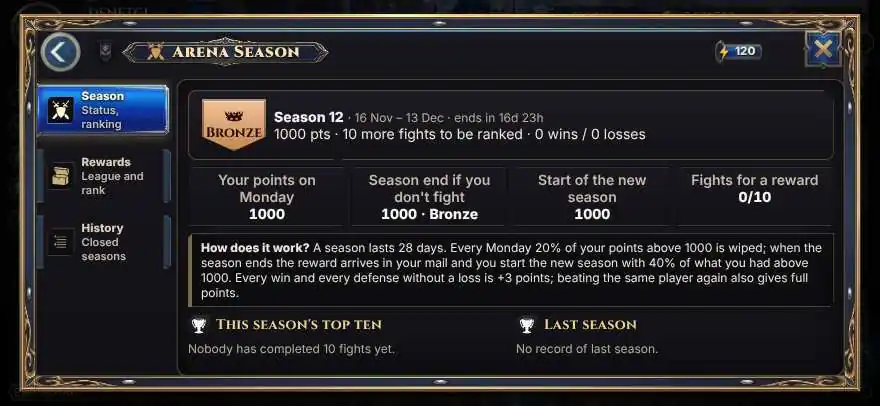 ARENA SEASON
120
Season
Status,
ranking
Rewards
League and
rank
History
Closed
seasons
BRONZE
Season 12 · 16 Nov – 13 Dec · ends in 16d 23h
1000 pts · 10 more fights to be ranked · 0 wins / 0 losses
Your points on
Monday
1000
Season end if you
don't fight
1000 · Bronze
Start of the new
season
1000
Fights for a reward
0/10
How does it work? A season lasts 28 days. Every Monday 20% of your points above 1000 is wiped; when the
season ends the reward arrives in your mail and you start the new season with 40% of what you had above
1000. Every win and every defense without a loss is +3 points; beating the same player again also gives full
points.
THIS SEASON'S TOP TEN
Nobody has completed 10 fights yet.
LAST SEASON
No record of last season.